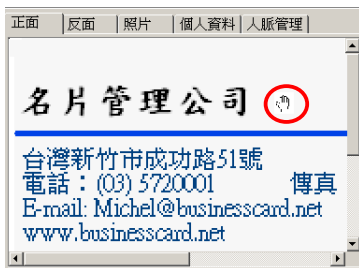 正面 反面 照片 個人資料 人脈管理
名片管理公司
台灣新竹市成功路51號
電話：(03) 5720001 傳真
E-mail: Michel@businesscard.net
www.businesscard.net